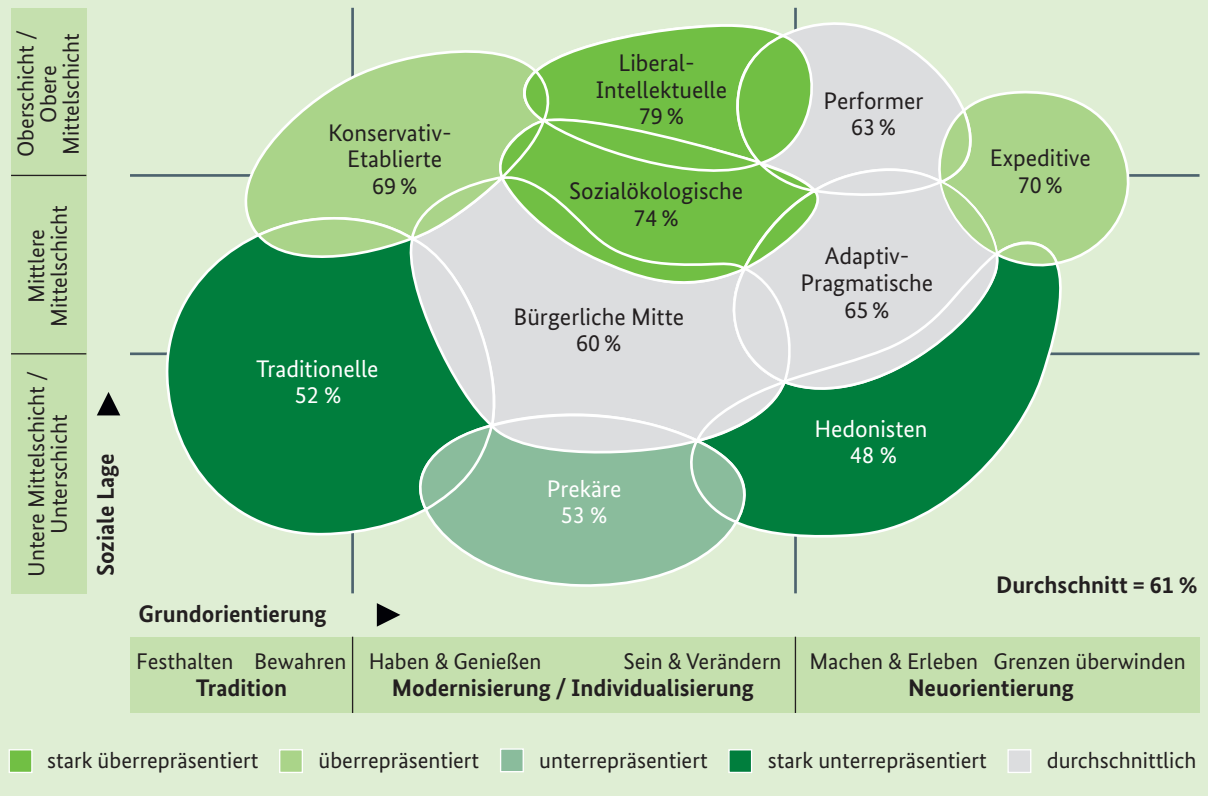 Oberschicht /
Obere
Mittelschicht
Mittlere
Mittelschicht
Untere Mittelschicht /
Unterschicht
Soziale Lage
Liberal-
Intellektuelle
79 %
Performer
63 %
Konservativ-
Etablierte
69 %
Expeditive
70 %
Sozialökologische
74 %
Adaptiv-
Pragmatische
65 %
Bürgerliche Mitte
60 %
Traditionelle
52 %
Hedonisten
48 %
Prekäre
53 %
Durchschnitt = 61 %
Grundorientierung
Festhalten Bewahren
Tradition
Haben & Genießen Sein & Verändern
Modernisierung / Individualisierung
Machen & Erleben Grenzen überwinden
Neuorientierung
stark überrepräsentiert überrepräsentiert unterrepräsentiert stark unterrepräsentiert durchschnittlich